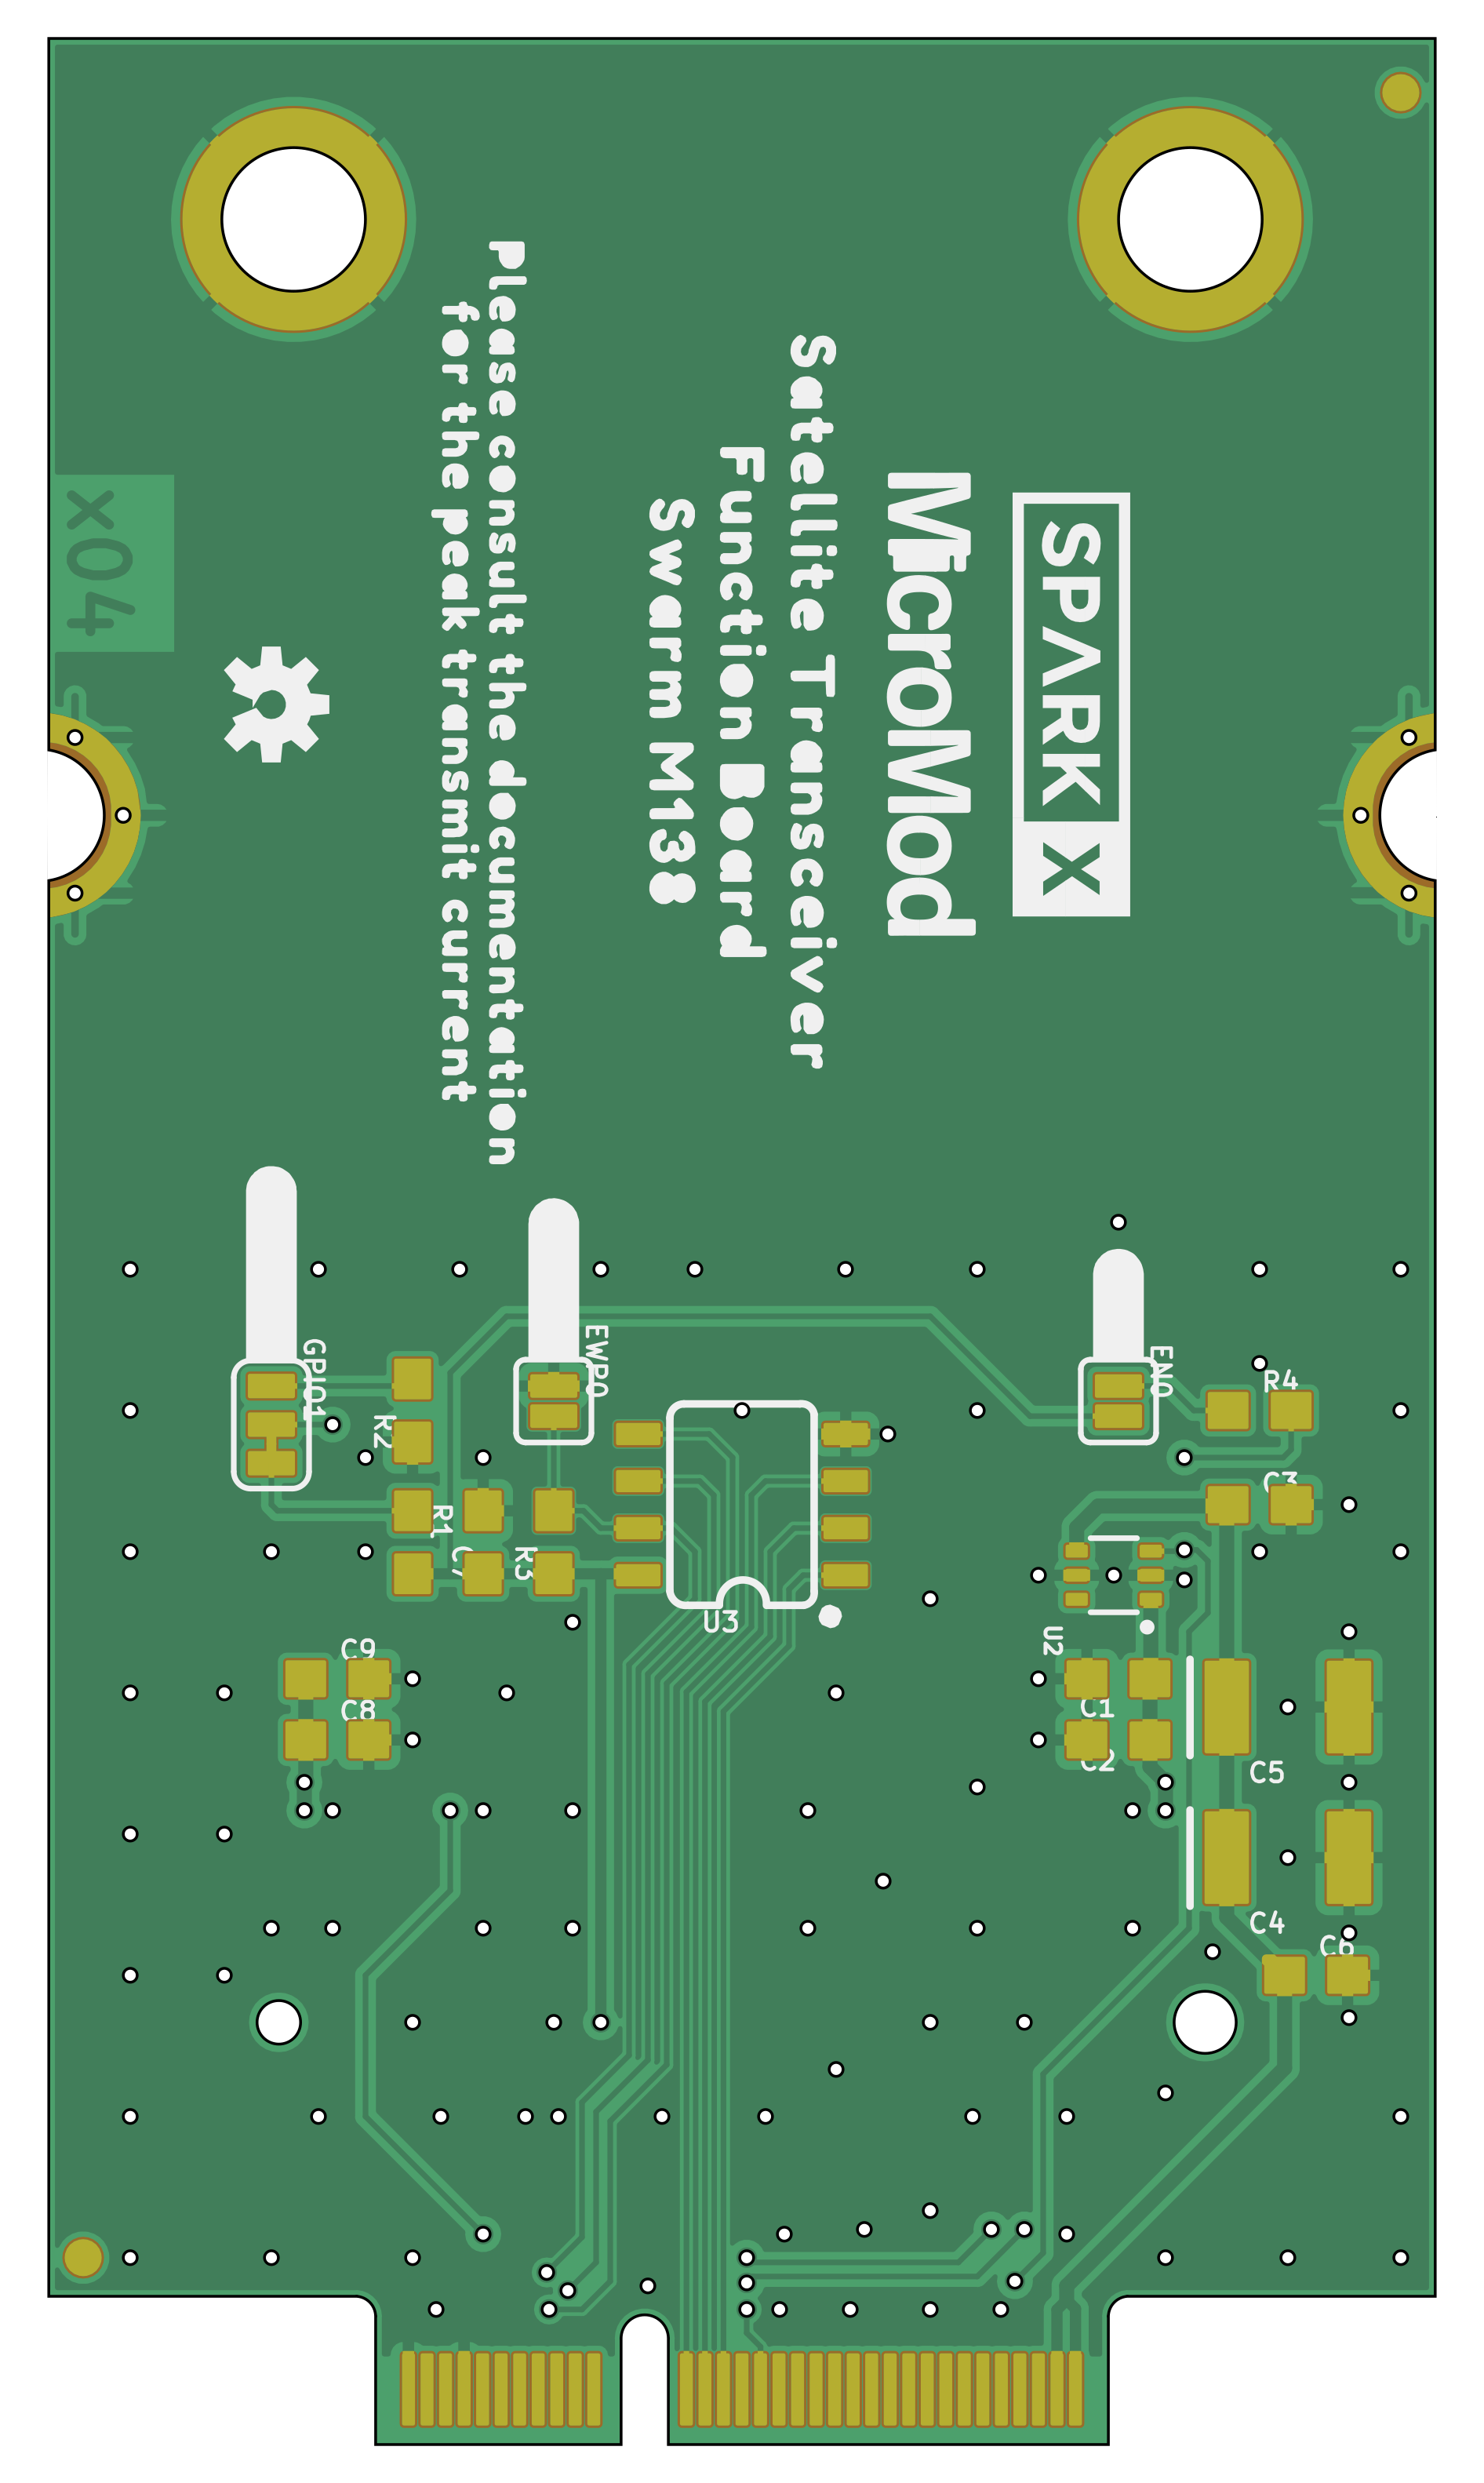 SPARK X
MicroMod
Satellite Transceiver
Function Board
Swarm M138
Please consult the documentation
for the peak transmit current
x04
GPIO1
EWP0
EN0
R4
R2
C3
R1
R3
U3
U2
C9
C8
C1
C2
C5
C4
C6